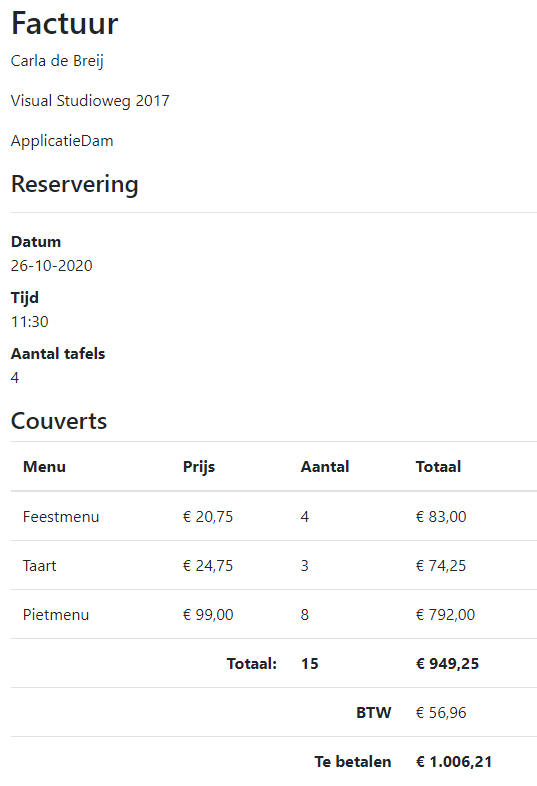 Factuur
Carla de Breij
Visual Studioweg 2017
ApplicatieDam
Reservering
Datum
26-10-2020
Tijd
11:30
Aantal tafels
4
Couverts
Menu Prijs Aantal Totaal
Feestmenu € 20,75 4 € 83,00
Taart € 24,75 3 € 74,25
Pietmenu € 99,00 8 € 792,00
Totaal: 15 € 949,25
BTW € 56,96
Te betalen € 1.006,21